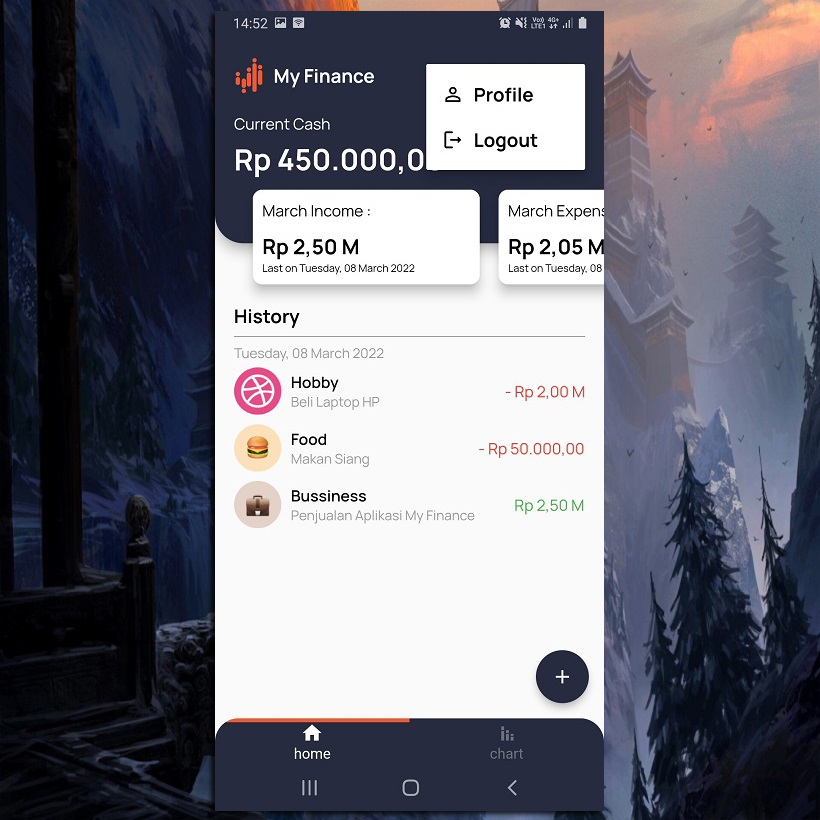 14:52
Vo)) 4G+
LTE1
My Finance
Profile
Logout
Current Cash
Rp 450.000,0
March Income :
Rp 2,50 M
Last on Tuesday, 08 March 2022
March Expens
Rp 2,05 M
Last on Tuesday, 08
History
Tuesday, 08 March 2022
Hobby
Beli Laptop HP
- Rp 2,00 M
Food
Makan Siang
- Rp 50.000,00
Bussiness
Penjualan Aplikasi My Finance
Rp 2,50 M
+
home
chart